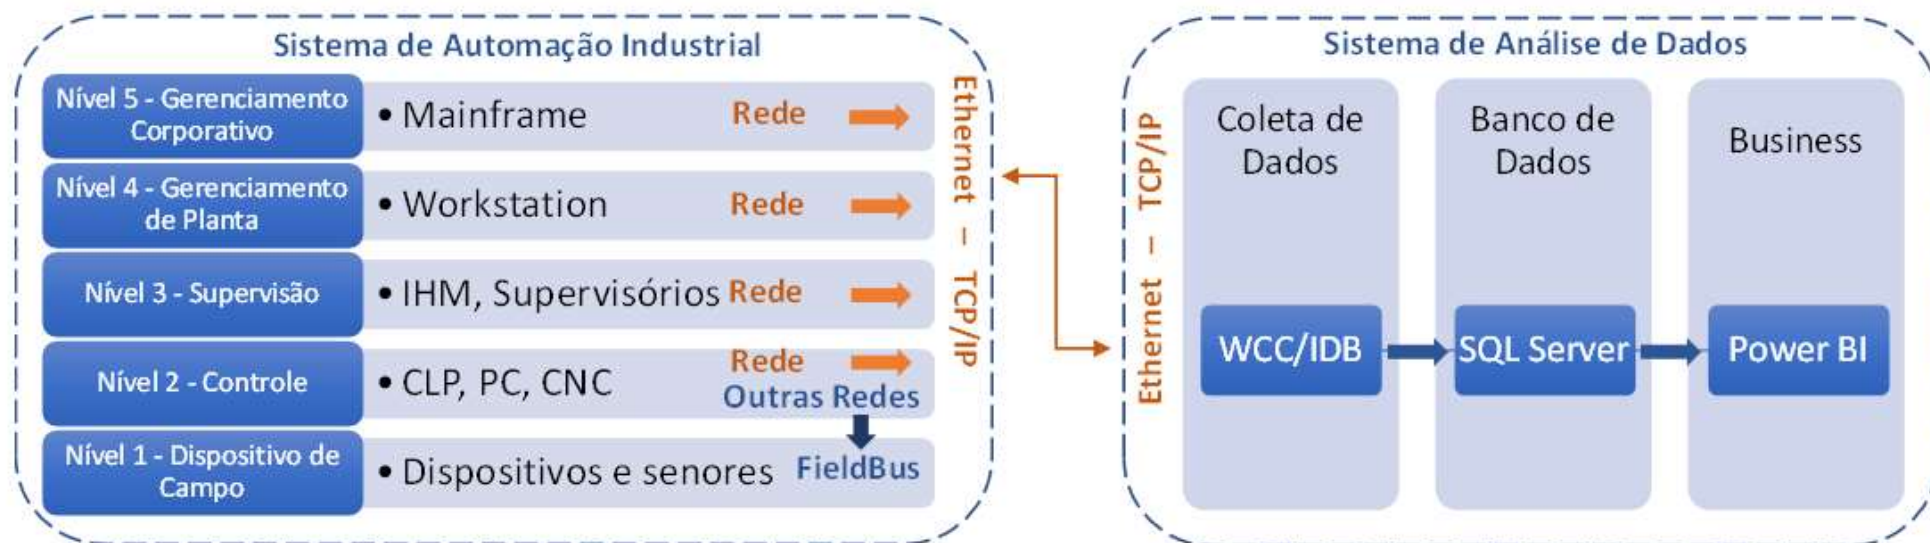 Sistema de Automação Industrial
Nível 5 - Gerenciamento
Corporativo
• Mainframe
Rede
Nível 4 - Gerenciamento
de Planta
• Workstation
Rede
Nível 3 - Supervisão
• IHM, Supervisórios
Rede
Nível 2 - Controle
• CLP, PC, CNC
Rede
Outras Redes
Nível 1 - Dispositivo de
Campo
• Dispositivos e senores
FieldBus
Ethernet – TCP/IP
Sistema de Análise de Dados
Ethernet – TCP/IP
Coleta de
Dados
WCC/IDB
Banco de
Dados
SQL Server
Business
Power BI